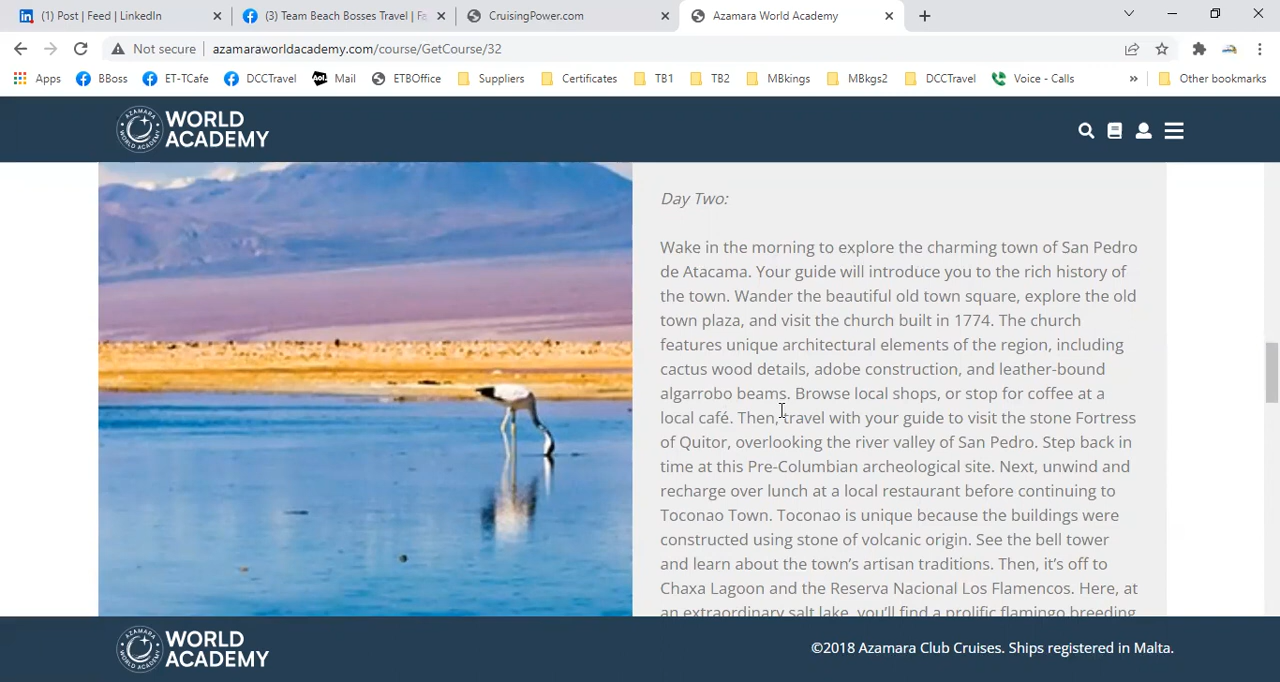 (1) Post | Feed | LinkedIn
(3) Team Beach Bosses Travel | Fa
CruisingPower.com
Azamara World Academy
Not secure
azamaraworldacademy.com/course/GetCourse/32
Apps
BBoss
ET-TCafe
DCCTravel
Aol.
Mail
ETBOffice
Suppliers
Certificates
TB1
TB2
MBkings
MBkgs2
DCCTravel
Voice - Calls
»
Other bookmarks
AZAMARA
WORLD ACADEMY
WORLD
ACADEMY
Day Two:
Wake in the morning to explore the charming town of San Pedro
de Atacama. Your guide will introduce you to the rich history of
the town. Wander the beautiful old town square, explore the old
town plaza, and visit the church built in 1774. The church
features unique architectural elements of the region, including
cactus wood details, adobe construction, and leather-bound
algarrobo beams. Browse local shops, or stop for coffee at a
local café. Then, travel with your guide to visit the stone Fortress
of Quitor, overlooking the river valley of San Pedro. Step back in
time at this Pre-Columbian archeological site. Next, unwind and
recharge over lunch at a local restaurant before continuing to
Toconao Town. Toconao is unique because the buildings were
constructed using stone of volcanic origin. See the bell tower
and learn about the town's artisan traditions. Then, it's off to
Chaxa Lagoon and the Reserva Nacional Los Flamencos. Here, at
an extraordinary salt lake, you'll find a prolific flamingo breeding
AZAMARA
WORLD ACADEMY
WORLD
ACADEMY
©2018 Azamara Club Cruises. Ships registered in Malta.